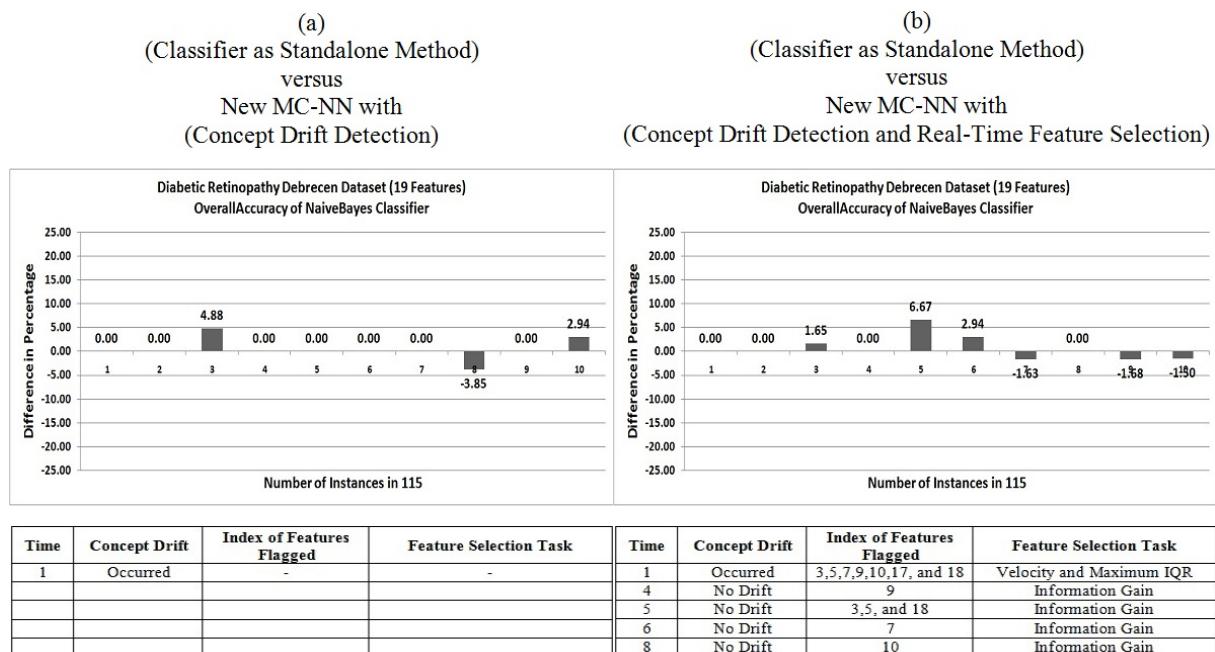 (a)
(Classifier as Standalone Method)
versus
New MC-NN with
(Concept Drift Detection)
(b)
(Classifier as Standalone Method)
versus
New MC-NN with
(Concept Drift Detection and Real-Time Feature Selection)
Diabetic Retinopathy Debrecen Dataset (19 Features)
OverallAccuracy of NaiveBayes Classifier
Difference in Percentage
25.00
20.00
15.00
10.00
5.00
0.00
-5.00
-10.00
-15.00
-20.00
-25.00
0.00 0.00 4.88 0.00 0.00 0.00 0.00 -3.85 0.00 2.94
1 2 3 4 5 6 7 8 9 10
Number of Instances in 115
Diabetic Retinopathy Debrecen Dataset (19 Features)
OverallAccuracy of NaiveBayes Classifier
Difference in Percentage
25.00
20.00
15.00
10.00
5.00
0.00
-5.00
-10.00
-15.00
-20.00
-25.00
0.00 0.00 1.65 0.00 6.67 2.94 -1.63 0.00 -1.68 -1.30
1 2 3 4 5 6 7 8 9 10
Number of Instances in 115
Time Concept Drift Index of Features Flagged Feature Selection Task
1 Occurred - -
Time Concept Drift Index of Features Flagged Feature Selection Task
1 Occurred 3,5,7,9,10,17, and 18 Velocity and Maximum IQR
4 No Drift 9 Information Gain
5 No Drift 3,5, and 18 Information Gain
6 No Drift 7 Information Gain
8 No Drift 10 Information Gain